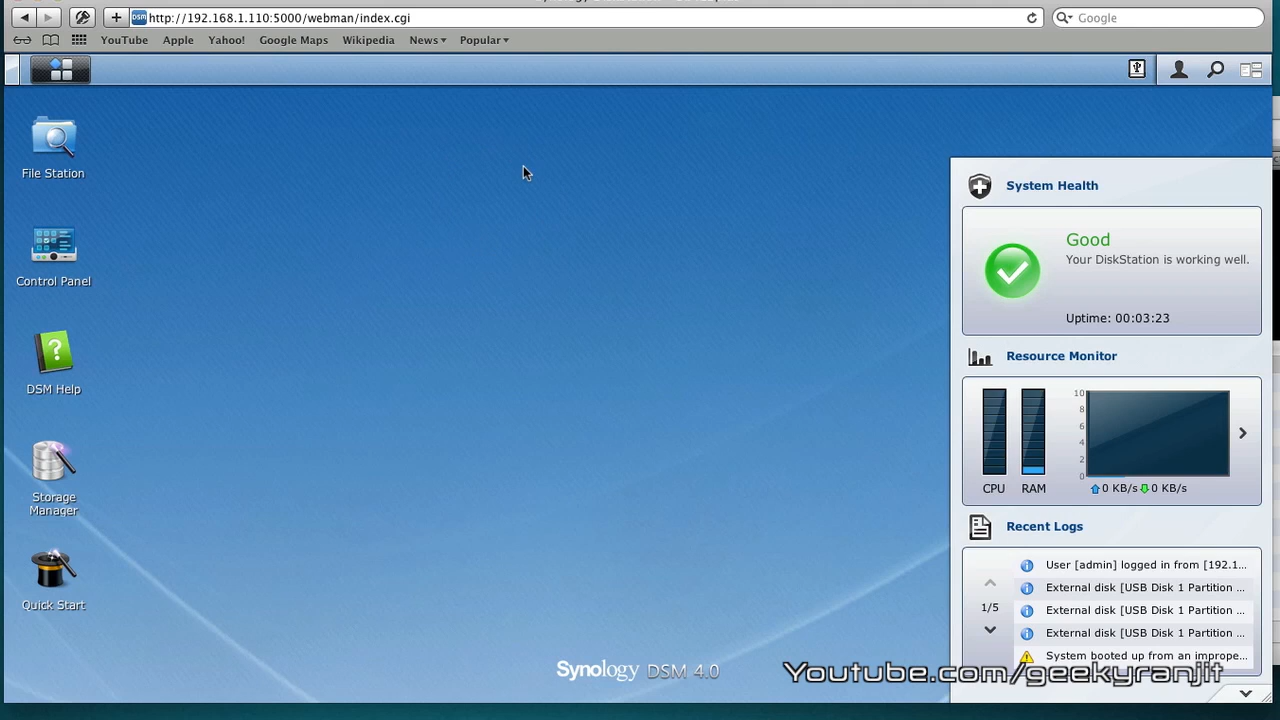 http://192.168.1.110:5000/webman/index.cgi
Google
YouTube Apple Yahoo! Google Maps Wikipedia News Popular
File Station
Control Panel
DSM Help
Storage
Manager
Quick Start
System Health
Good
Your DiskStation is working well.
Uptime: 00:03:23
Resource Monitor
10
8
6
4
2
0
CPU RAM
0 KB/s 0 KB/s
Recent Logs
User [admin] logged in from [192.1...
External disk [USB Disk 1 Partition ...
External disk [USB Disk 1 Partition ...
External disk [USB Disk 1 Partition ...
System booted up from an imprope...
1/5
Synology DSM 4.0
Youtube.com/geekyranjit